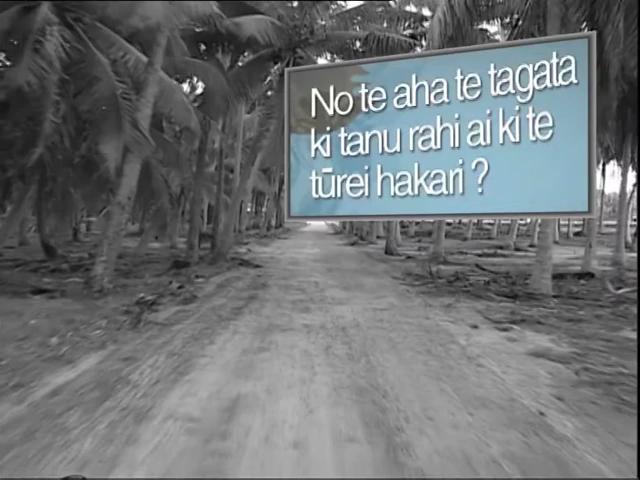 No te aha te tagata
ki tanu rahi ai ki te
tūrei hakari ?